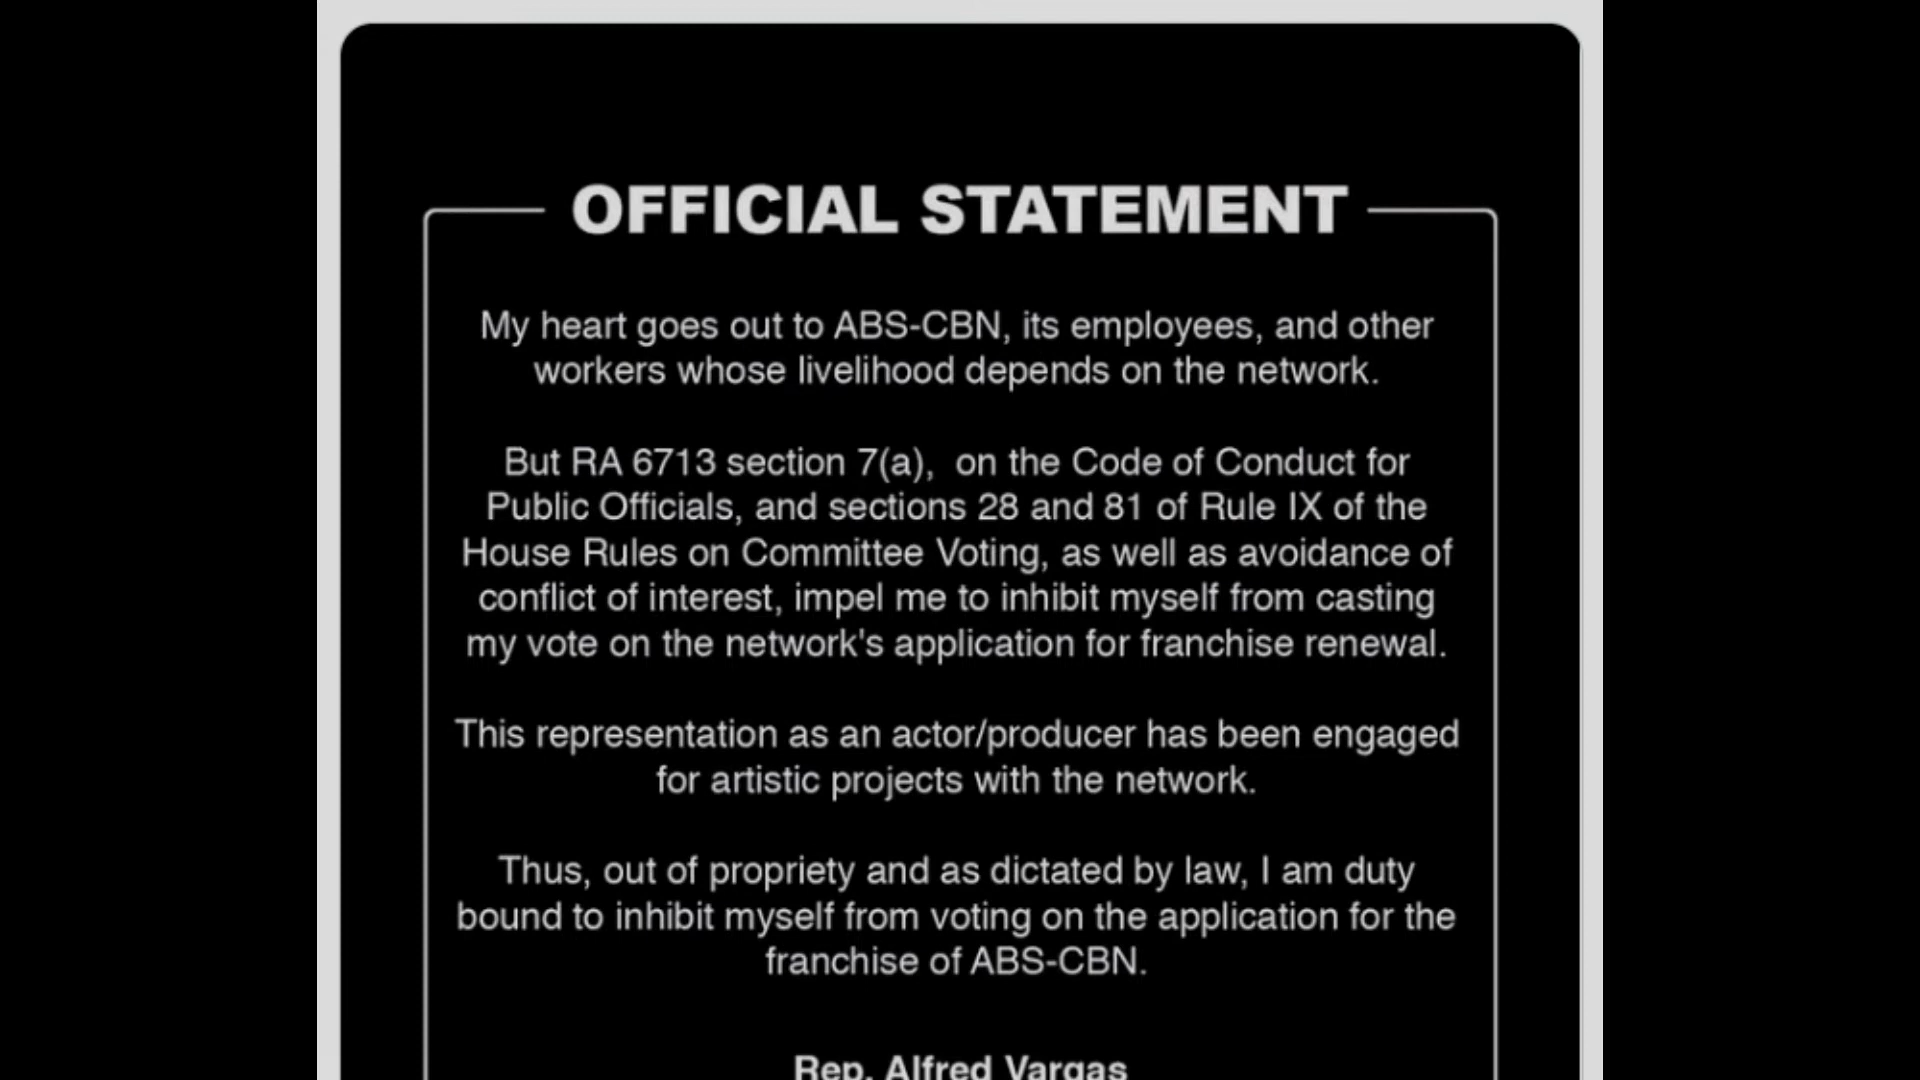 OFFICIAL STATEMENT
My heart goes out to ABS-CBN, its employees, and other
workers whose livelihood depends on the network.
But RA 6713 section 7(a),  on the Code of Conduct for
Public Officials, and sections 28 and 81 of Rule IX of the
House Rules on Committee Voting, as well as avoidance of
conflict of interest, impel me to inhibit myself from casting
my vote on the network's application for franchise renewal.
This representation as an actor/producer has been engaged
for artistic projects with the network.
Thus, out of propriety and as dictated by law, I am duty
bound to inhibit myself from voting on the application for the
franchise of ABS-CBN.
Rep. Alfred Vargas